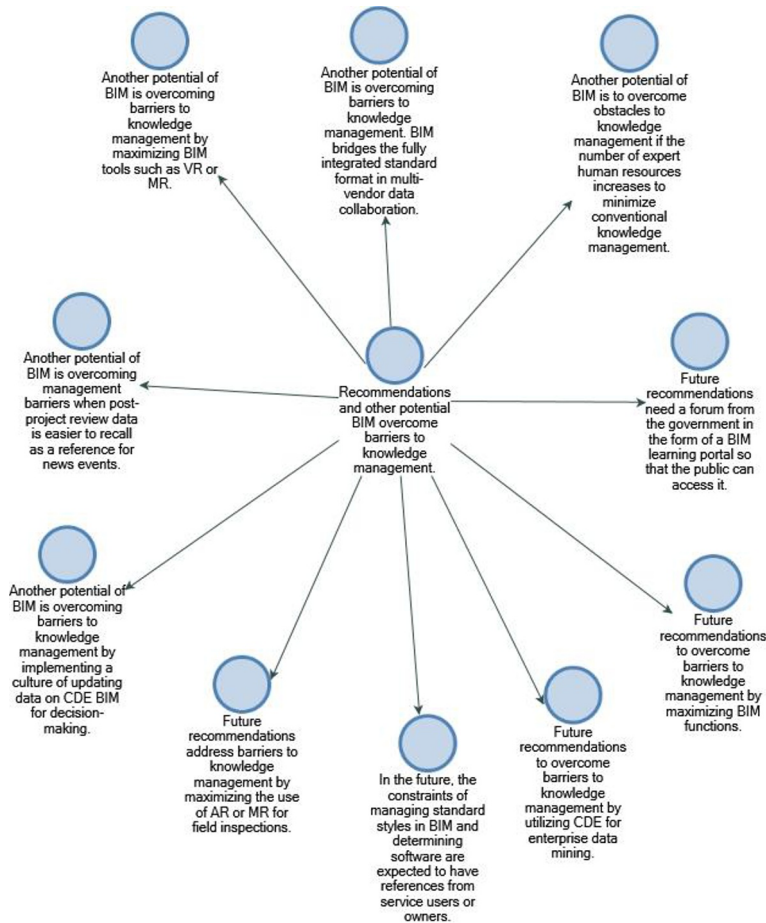 Another potential of
BIM is overcoming
barriers to
knowledge
management by
maximizing BIM
tools such as VR or
MR.
Another potential of
BIM is overcoming
barriers to
knowledge
management. BIM
bridges the fully
integrated standard
format in multi-
vendor data
collaboration.
Another potential of
BIM is to overcome
obstacles to
knowledge
management if the
number of expert
human resources
increases to
minimize
conventional
knowledge
management.
Another potential of
BIM is overcoming
management
barriers when post-
project review data
is easier to recall
as a reference for
news events.
Recommendations
and other potential
BIM overcome
barriers to
knowledge
management.
Future
recommendations
need a forum from
the government in
the form of a BIM
learning portal so
that the public can
access it.
Another potential of
BIM is overcoming
barriers to
knowledge
management by
implementing a
culture of updating
data on CDE BIM
for decision-
making.
Future
recommendations
address barriers to
knowledge
management by
maximizing the use
of AR or MR for
field inspections.
In the future, the
constraints of
managing standard
styles in BIM and
determining
software are
expected to have
references from
service users or
owners.
Future
recommendations
to overcome
barriers to
knowledge
management by
utilizing CDE for
enterprise data
mining.
Future
recommendations
to overcome
barriers to
knowledge
management by
maximizing BIM
functions.